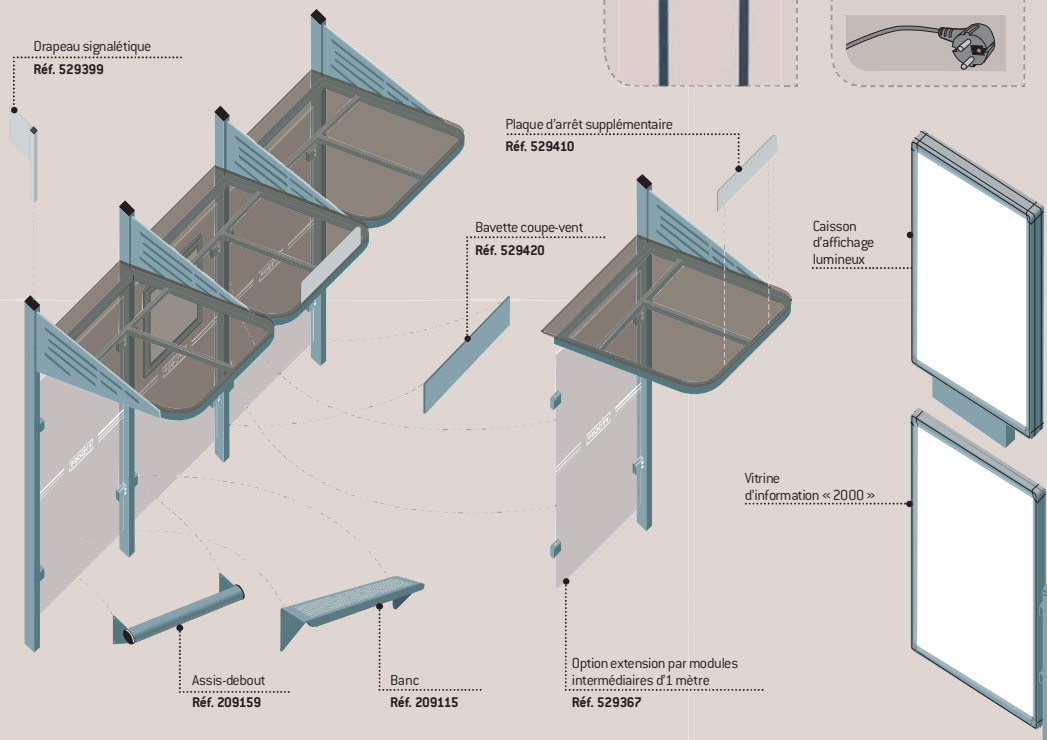 Drapeau signalétique
Réf. 529399
Plaque d'arrêt supplémentaire
Réf. 529410
Bavette coupe-vent
Réf. 529420
Caisson
d'affichage
lumineux
Vitrine
d'information « 2000 »
Assis-debout
Réf. 209159
Banc
Réf. 209115
Option extension par modules
intermédiaires d'1 mètre
Réf. 529367